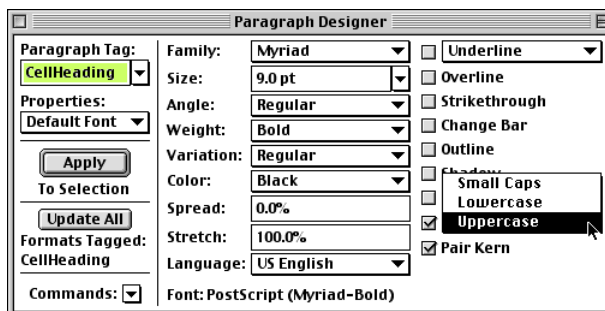 Paragraph Designer
Paragraph Tag:
CellHeading
Properties:
Default Font
Apply
To Selection
Update All
Formats Tagged:
CellHeading
Commands:
Family: Myriad
Size: 9.0 pt
Angle: Regular
Weight: Bold
Variation: Regular
Color: Black
Spread: 0.0%
Stretch: 100.0%
Language: US English
Font: PostScript (Myriad-Bold)
Underline
Overline
Strikethrough
Change Bar
Outline
Shadow
Small Caps
Lowercase
Uppercase
Pair Kern